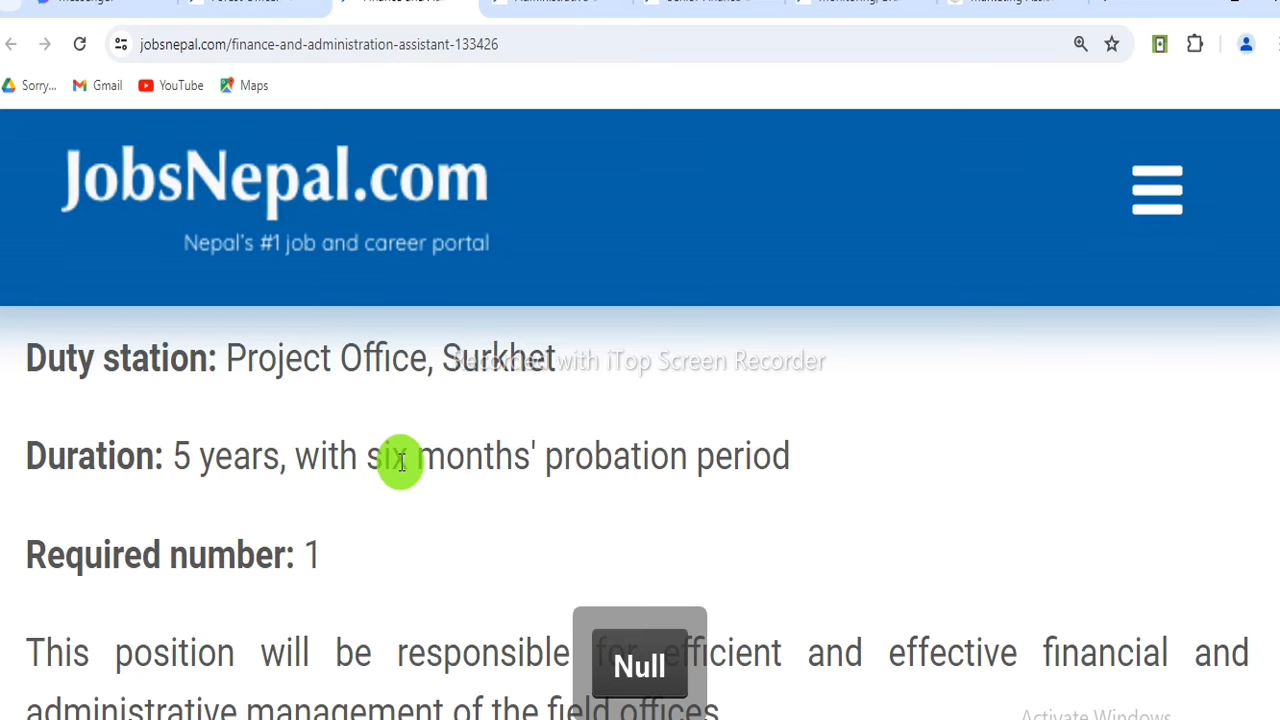 jobsnepal.com/finance-and-administration-assistant-133426
Sorry... Gmail YouTube Maps
JobsNepal.com
Nepal's #1 job and career portal
Duty station: Project Office, Surkhet
Recorded with iTop Screen Recorder
Duration: 5 years, with six months' probation period
Required number: 1
This position will be responsible for efficient and effective financial and
Null
administrative management of the field offices
Activate Windows